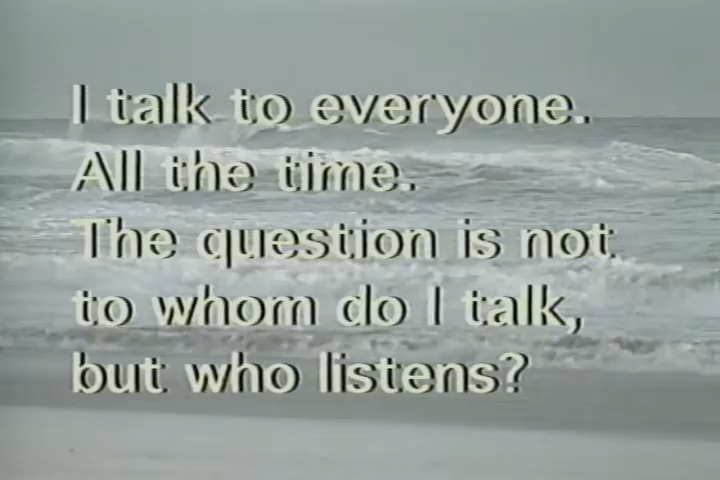 I talk to everyone.
All the time.
The question is not
to whom do I talk,
but who listens?